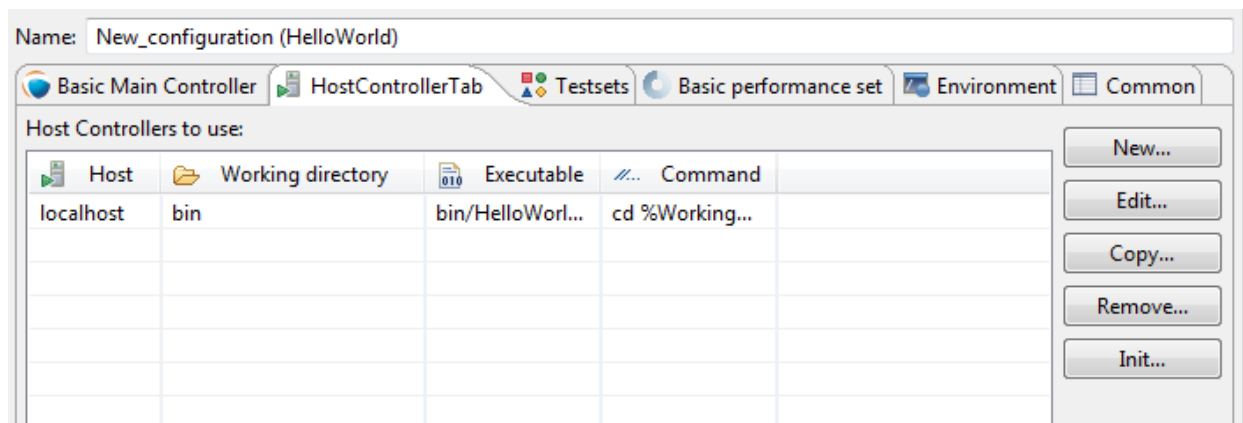 Name: New_configuration (HelloWorld)
Basic Main Controller HostControllerTab Testsets Basic performance set Environment Common
Host Controllers to use:
New...
Host Working directory Executable //... Command
localhost bin bin/HelloWorl... cd %Working...
Edit...
Copy...
Remove...
Init...